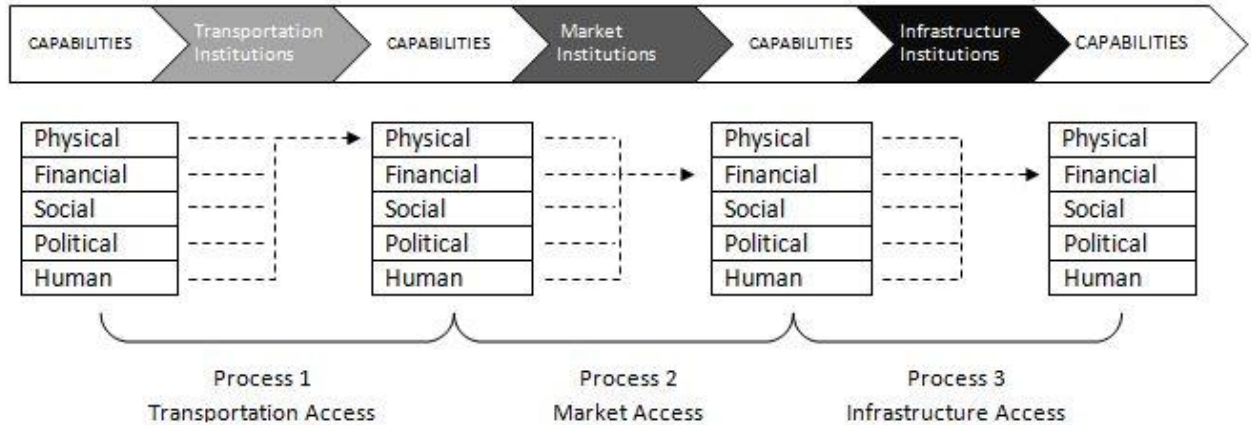 CAPABILITIES
Transportation
Institutions
CAPABILITIES
Market
Institutions
CAPABILITIES
Infrastructure
Institutions
CAPABILITIES
Physical
Financial
Social
Political
Human
Physical
Financial
Social
Political
Human
Physical
Financial
Social
Political
Human
Physical
Financial
Social
Political
Human
Process 1
Transportation Access
Process 2
Market Access
Process 3
Infrastructure Access